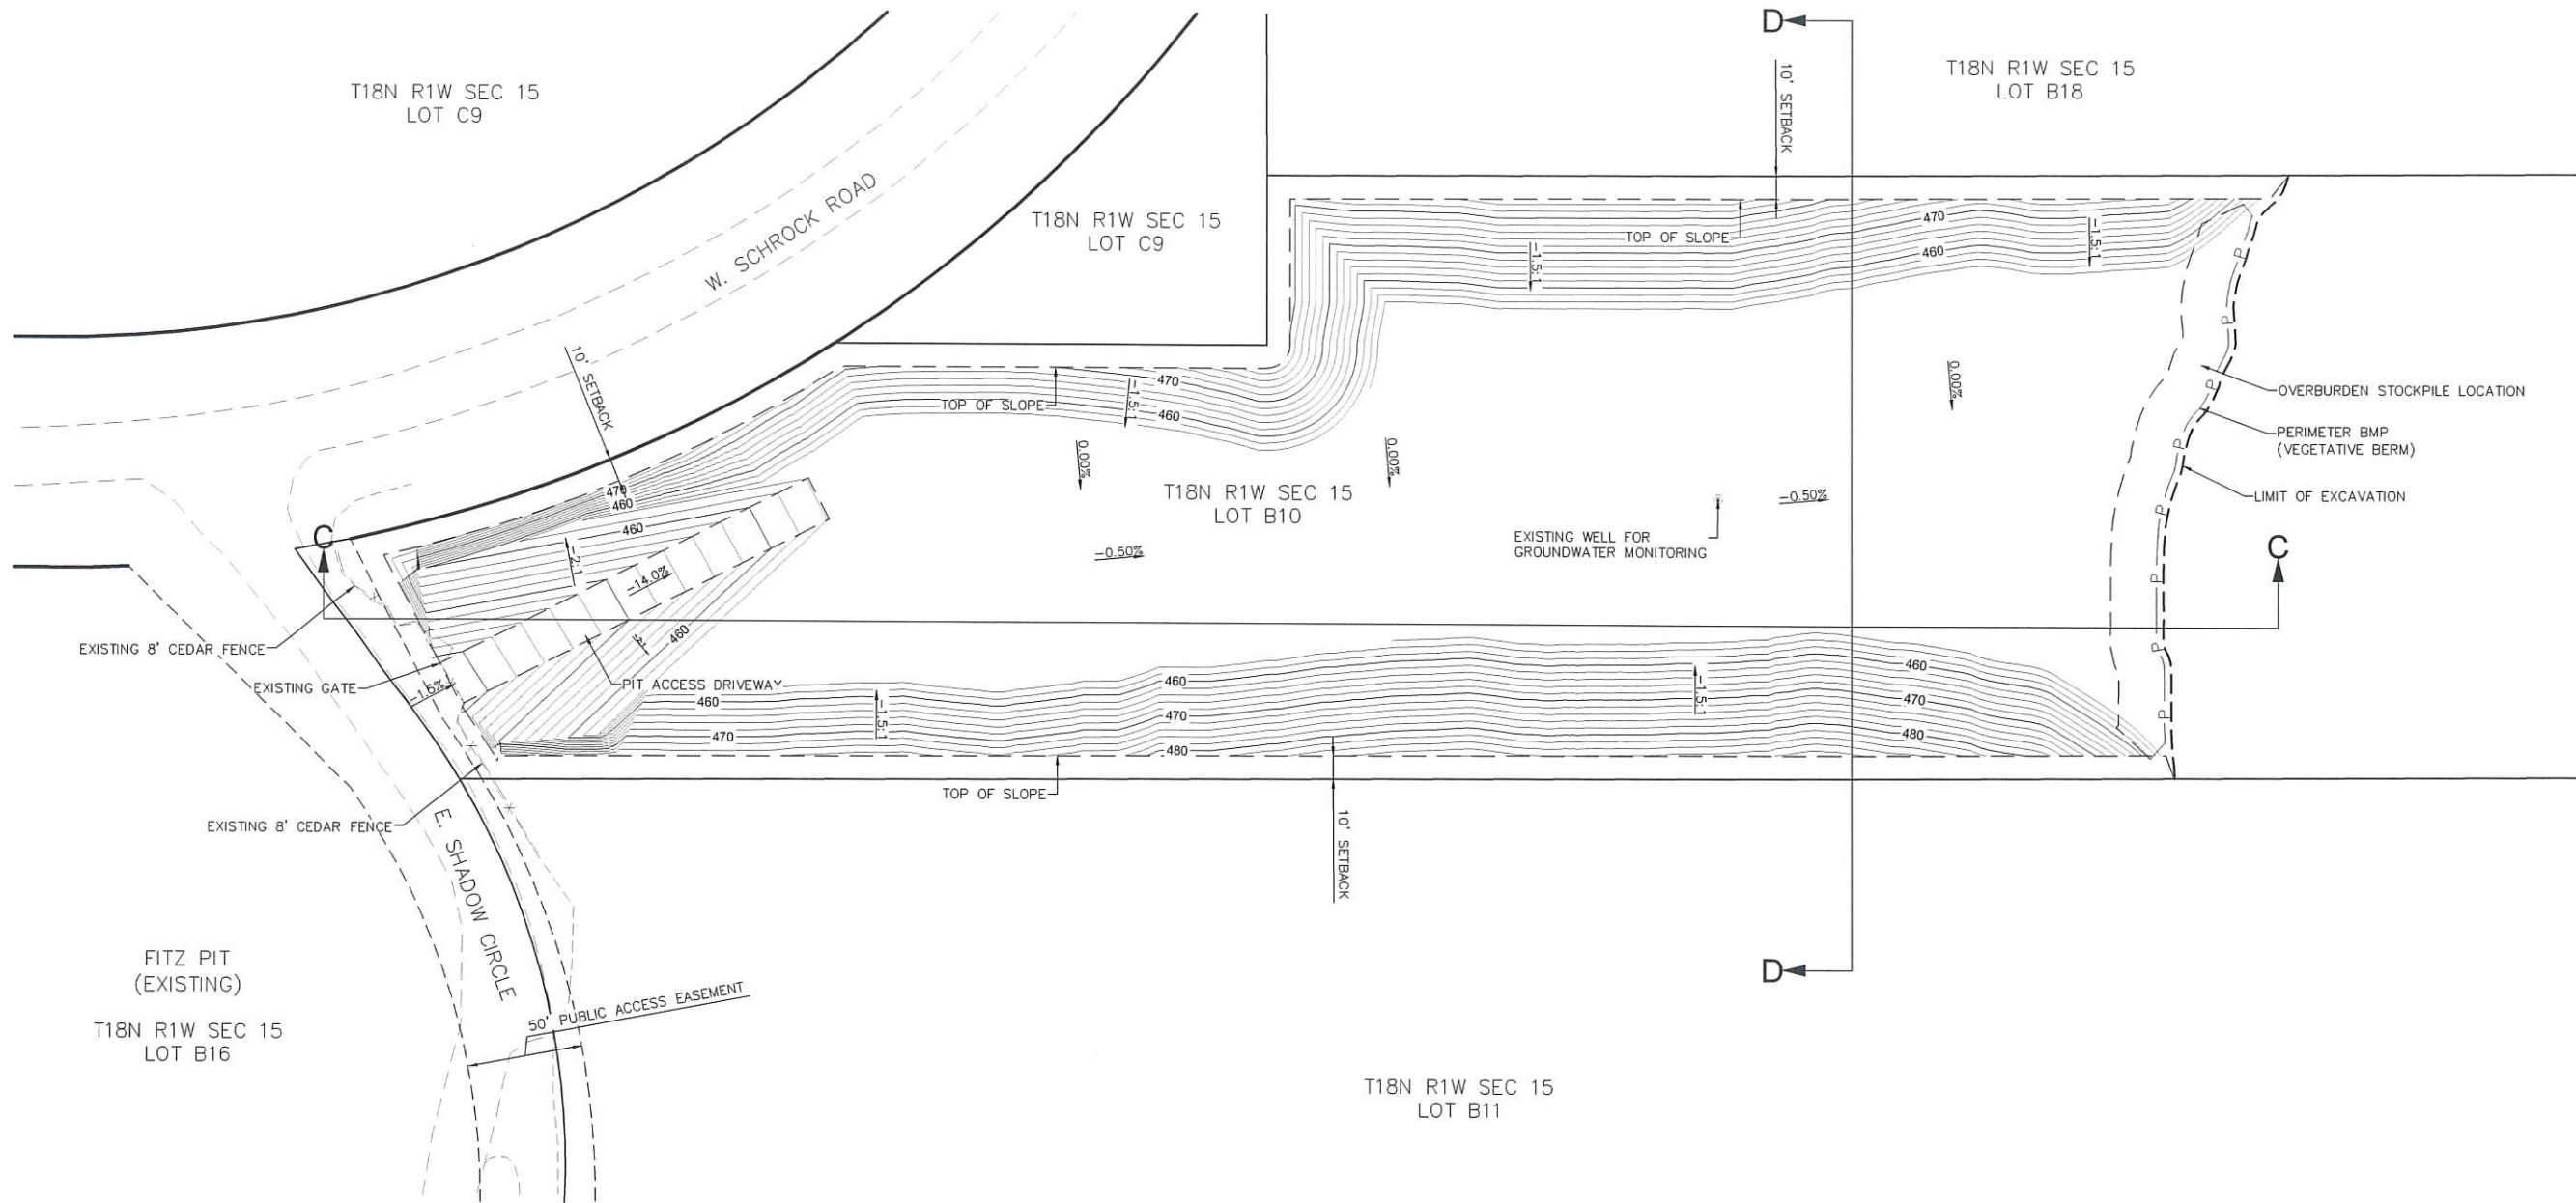 D
T18N R1W SEC 15
LOT C9
T18N R1W SEC 15
LOT B18
10' SETBACK
W. SCHROCK ROAD
T18N R1W SEC 15
LOT C9
470
TOP OF SLOPE
460
-1.5:1
-1.5:1
10' SETBACK
470
TOP OF SLOPE
-1.5:1
460
0.00%
OVERBURDEN STOCKPILE LOCATION
PERIMETER BMP
(VEGETATIVE BERM)
0.00%
0.00%
470
460
460
T18N R1W SEC 15
LOT B10
-0.50%
LIMIT OF EXCAVATION
EXISTING WELL FOR
GROUNDWATER MONITORING
-0.50%
C
C
-2:1
-14.0%
P
P
P
P
P
P
P
P
P
EXISTING 8' CEDAR FENCE
460
EXISTING GATE
-1.5%
PIT ACCESS DRIVEWAY
460
460
460
-1.5:1
-1.5:1
470
470
470
480
480
TOP OF SLOPE
10' SETBACK
EXISTING 8' CEDAR FENCE
E. SHADOW CIRCLE
FITZ PIT
(EXISTING)
T18N R1W SEC 15
LOT B16
50' PUBLIC ACCESS EASEMENT
D
T18N R1W SEC 15
LOT B11